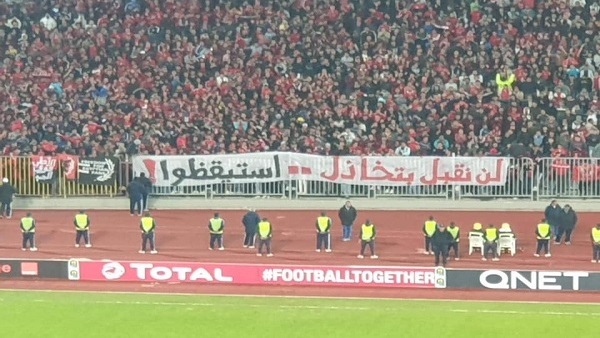 لن نقبل بتخاذل -- استيقظوا !
TOTAL #FOOTBALLTOGETHER QNET